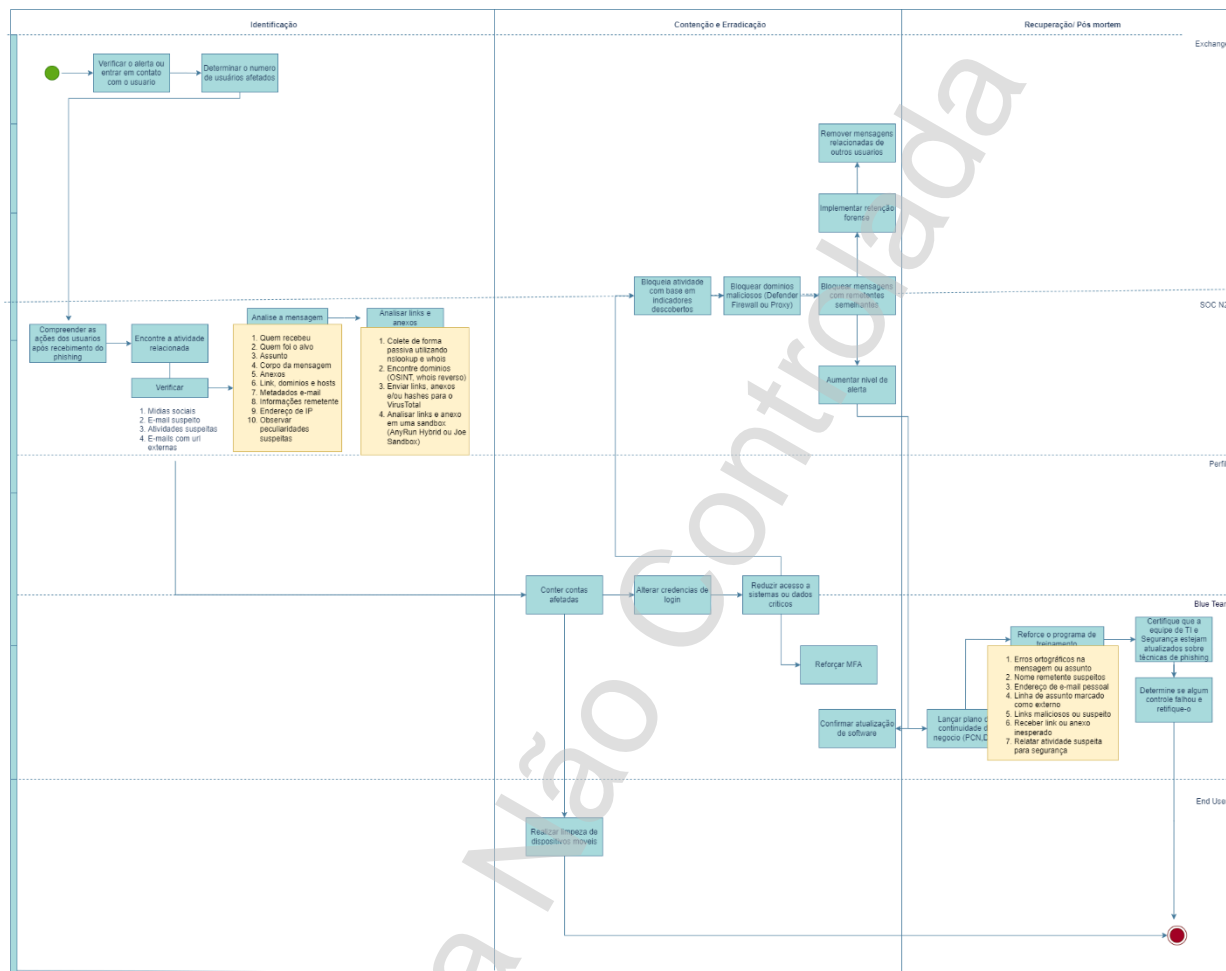 Identificação
Contenção e Erradicação
Recuperação/ Pós mortem
Exchange
Verificar o alerta ou
entrar em contato
com o usuario
Determinar o numero
de usuários afetados
Remover mensagens
relacionadas de
outros usuarios
Implementar retenção
forense
Bloqueia atividade
com base em
indicadores
descobertos
Bloquear dominios
maliciosos (Defender
Firewall ou Proxy)
Bloquear mensagens
com remetentes
semelhantes
SOC N2
Compreender as
ações dos usuarios
após recebimento do
phishing
Encontre a atividade
relacionada
Verificar
1. Midias sociais
2. E-mail suspeito
3. Atividades suspeitas
4. E-mails com url
externas
Analise a mensagem
1. Quem recebeu
2. Quem foi o alvo
3. Assunto
4. Corpo da mensagem
5. Anexos
6. Link, dominios e hosts
7. Metadados e-mail
8. Informações remetente
9. Endereço de IP
10. Observar
peculiaridades
suspeitas
Analisar links e
anexos
1. Colete de forma
passiva utilizando
nslookup e whois
2. Encontre dominios
(OSINT, whois reverso)
3. Enviar links, anexos
e/ou hashes para o
VirusTotal
4. Analisar links e anexo
em uma sandbox
(AnyRun Hybrid ou Joe
Sandbox)
Aumentar nivel de
alerta
Perfil
Conter contas
afetadas
Alterar credencias de
login
Reduzir acesso a
sistemas ou dados
criticos
Blue Team
Reforçar MFA
Confirmar atualização
de software
Lançar plano d
continuidade d
negocio (PCN,D
Reforce o programa de
treinamento
1. Erros ortográficos na
mensagem ou assunto
2. Nome remetente suspeitos
3. Endereço de e-mail pessoal
4. Linha de assunto marcado
como externo
5. Links maliciosos ou suspeito
6. Receber link ou anexo
inesperado
7. Relatar atividade suspeita
para segurança
Certifique que a
equipe de TI e
Segurança estejam
atualizados sobre
técnicas de phishing
Determine se algum
controle falhou e
retifique-o
End User
Realizar limpeza de
dispositivos moveis
a Não Controlada